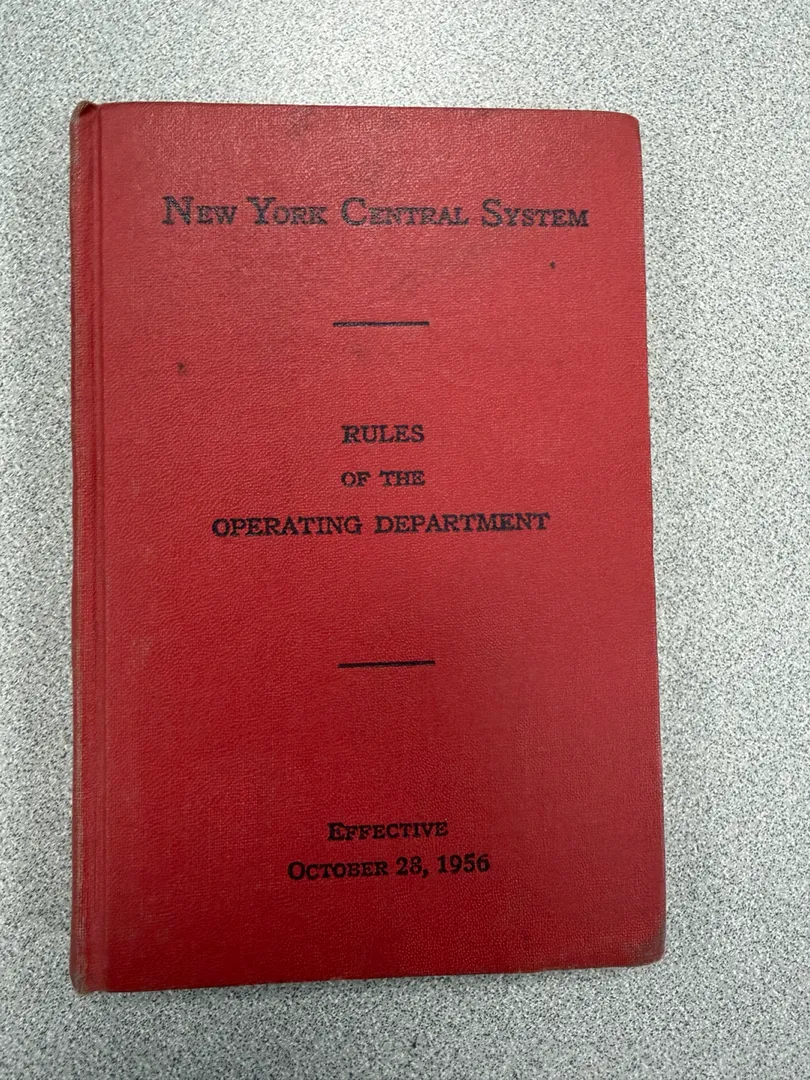 New York Central System
RULES
OF THE
OPERATING DEPARTMENT
Effective
October 28, 1956